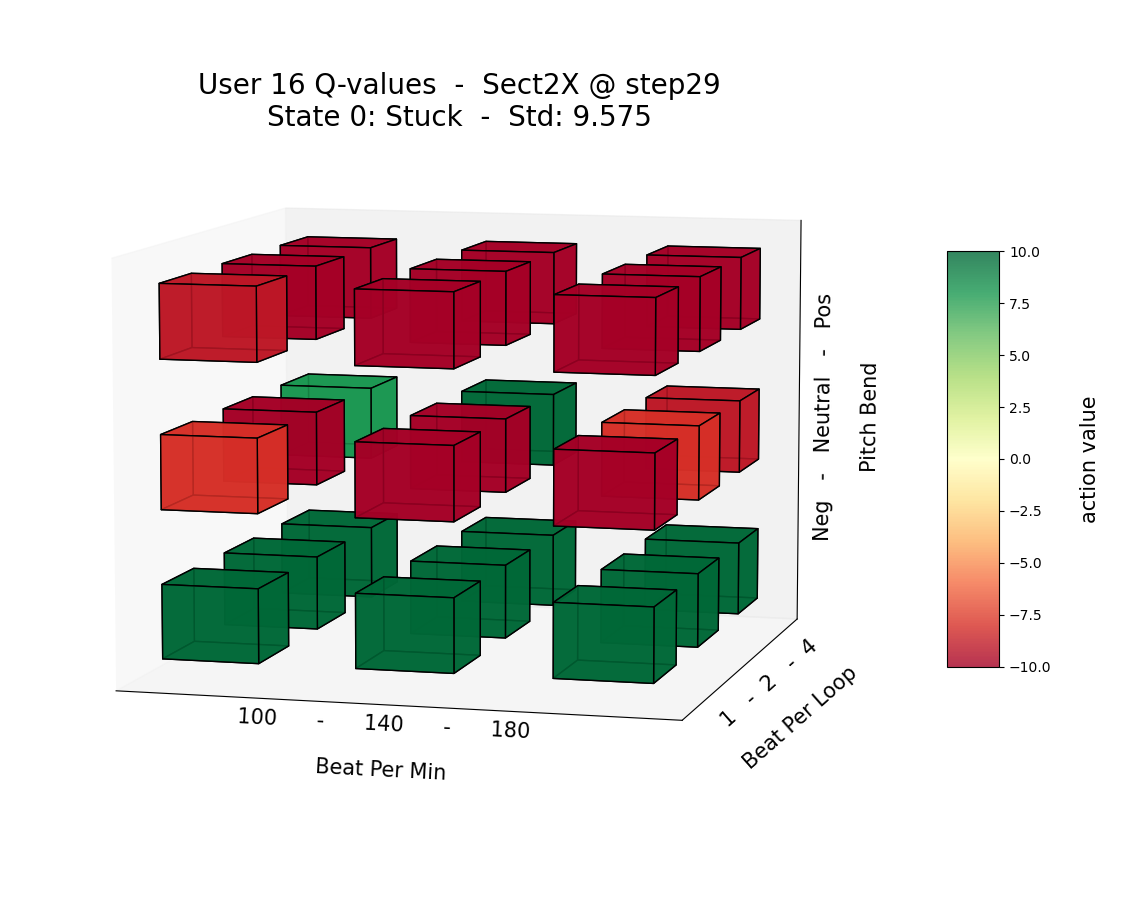 User 16 Q-values  -  Sect2X @ step29
State 0: Stuck  -  Std: 9.575
Neg  -  Neutral  -  Pos
Pitch Bend
100  -  140  -  180
Beat Per Min
1  -  2  -  4
Beat Per Loop
10.0
7.5
5.0
2.5
0.0
−2.5
−5.0
−7.5
−10.0
action value